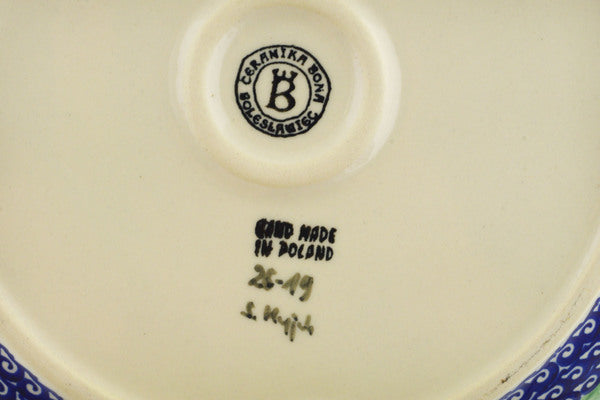 CERAMIKA BONA
B
BOLESŁAWIEC
HAND MADE
IN POLAND
26-19